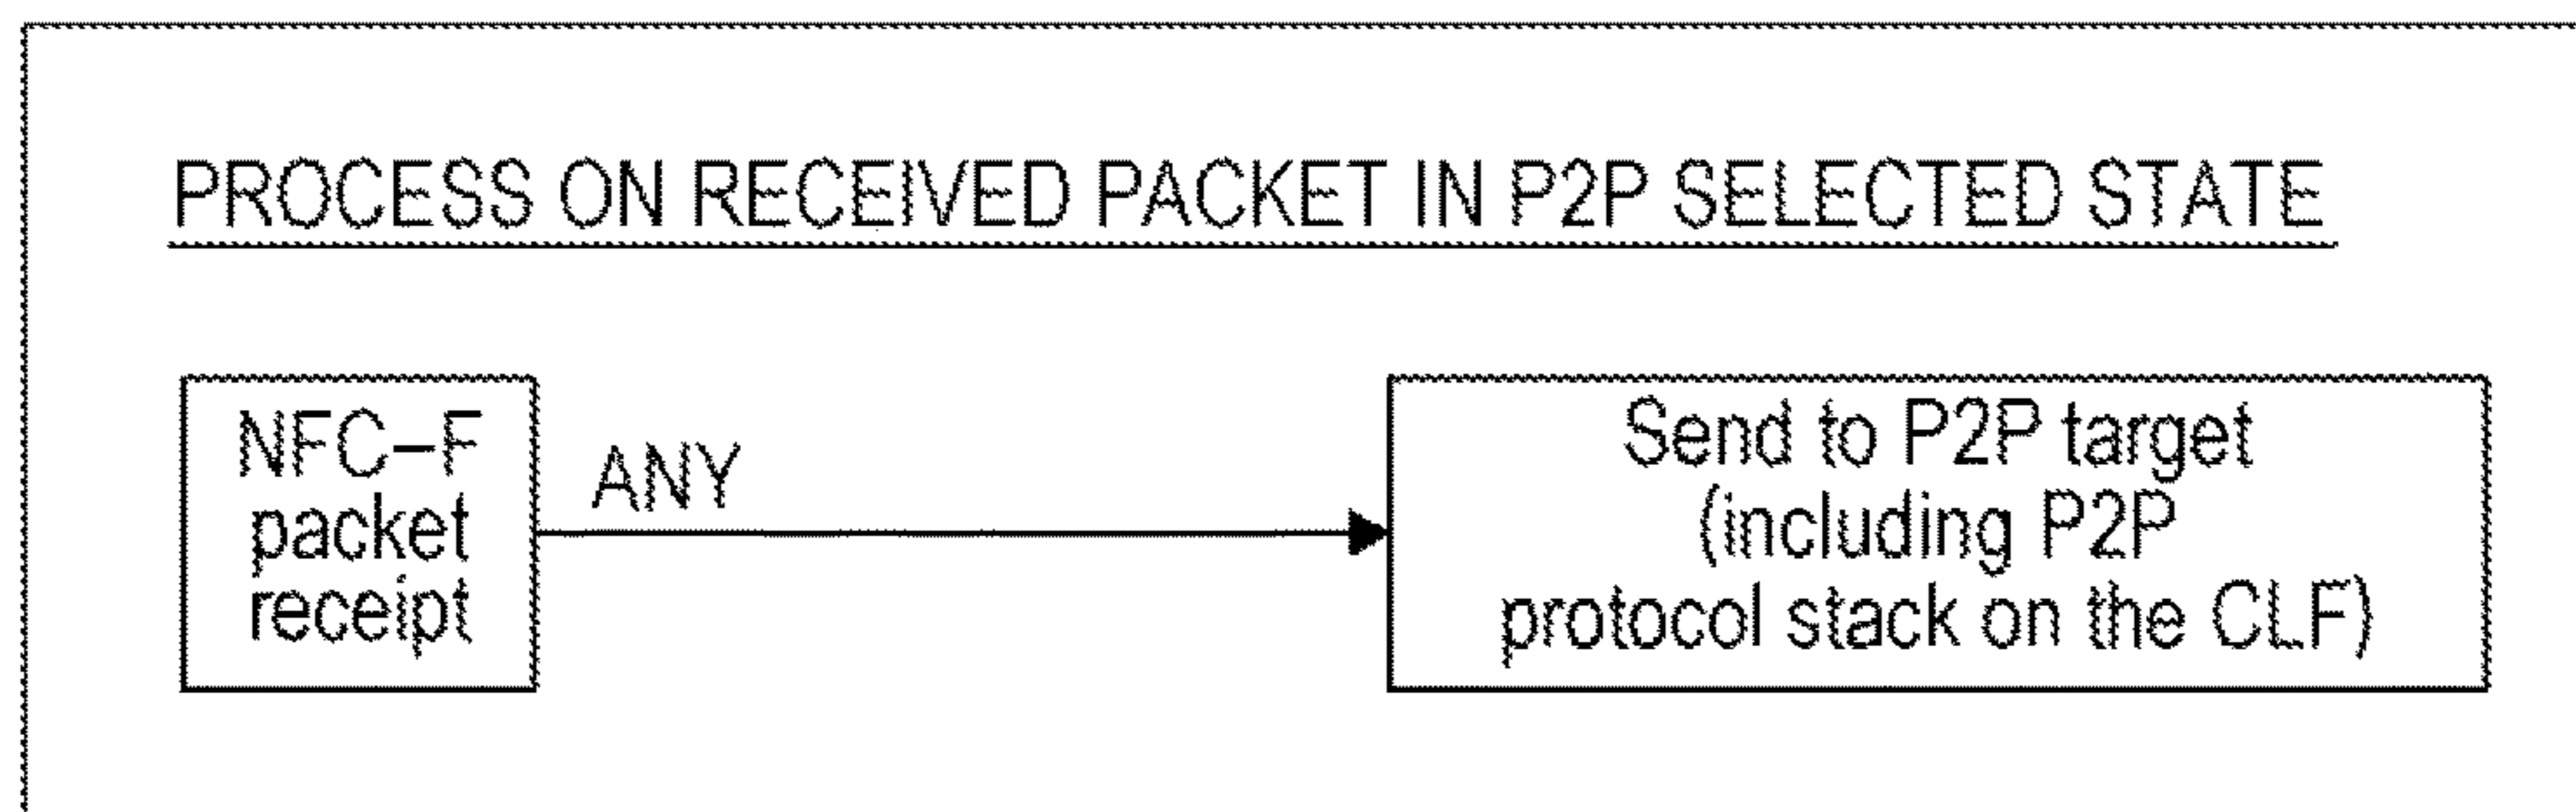 PROCESS ON RECEIVED PACKET IN P2P SELECTED STATE
NFC–F
packet
receipt
ANY
Send to P2P target
(including P2P
protocol stack on the CLF)